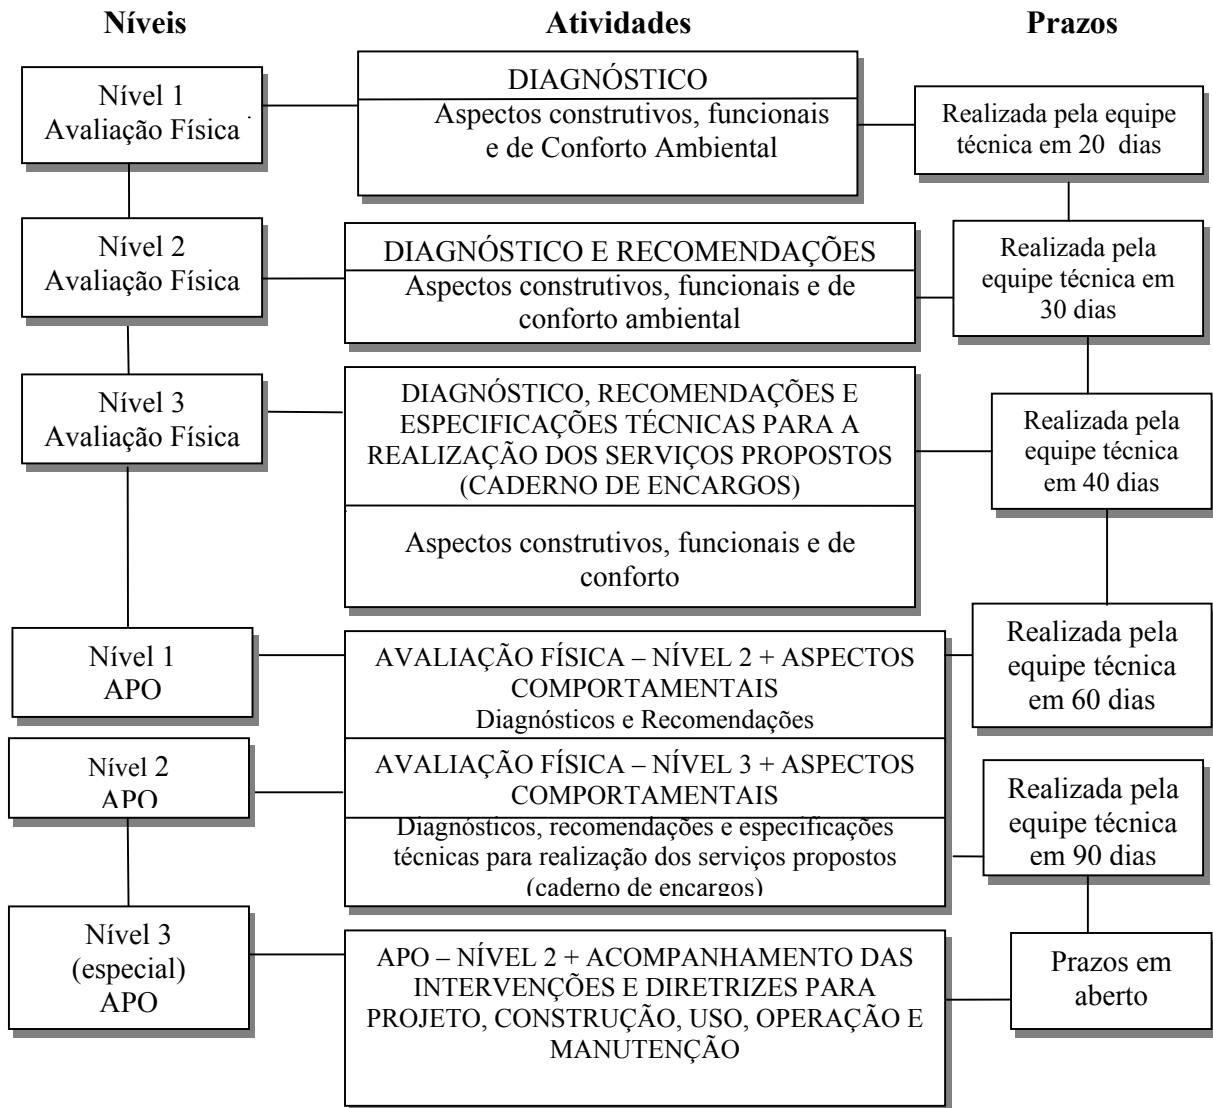 Níveis
Atividades
Prazos
Nível 1
Avaliação Física
DIAGNÓSTICO
Aspectos construtivos, funcionais
e de Conforto Ambiental
Realizada pela equipe
técnica em 20 dias
Nível 2
Avaliação Física
DIAGNÓSTICO E RECOMENDAÇÕES
Aspectos construtivos, funcionais e de
conforto ambiental
Realizada pela
equipe técnica em
30 dias
Nível 3
Avaliação Física
DIAGNÓSTICO, RECOMENDAÇÕES E
ESPECIFICAÇÕES TÉCNICAS PARA A
REALIZAÇÃO DOS SERVIÇOS PROPOSTOS
(CADERNO DE ENCARGOS)
Aspectos construtivos, funcionais e de
conforto
Realizada pela
equipe técnica
em 40 dias
Nível 1
APO
AVALIAÇÃO FÍSICA – NÍVEL 2 + ASPECTOS
COMPORTAMENTAIS
Diagnósticos e Recomendações
Realizada pela
equipe técnica
em 60 dias
Nível 2
APO
AVALIAÇÃO FÍSICA – NÍVEL 3 + ASPECTOS
COMPORTAMENTAIS
Diagnósticos, recomendações e especificações
técnicas para realização dos serviços propostos
(caderno de encargos)
Realizada pela
equipe técnica
em 90 dias
Nível 3
(especial)
APO
APO – NÍVEL 2 + ACOMPANHAMENTO DAS
INTERVENÇÕES E DIRETRIZES PARA
PROJETO, CONSTRUÇÃO, USO, OPERAÇÃO E
MANUTENÇÃO
Prazos em
aberto